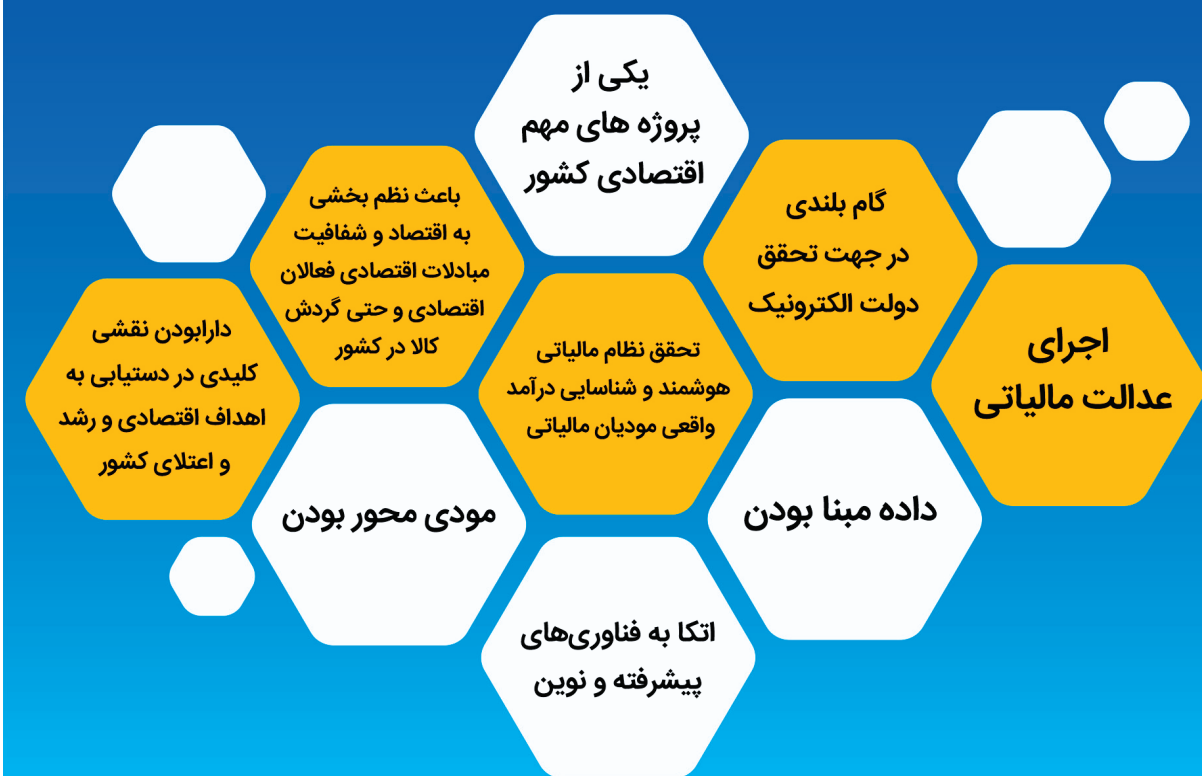 یکی از
پروژه های مهم
اقتصادی کشور
گام بلندی
در جهت تحقق
دولت الکترونیک
باعث نظم بخشی
به اقتصاد و شفافیت
مبادلات اقتصادی فعالان
اقتصادی و حتی گردش
کالا در کشور
اجرای
عدالت مالیاتی
تحقق نظام مالیاتی
هوشمند و شناسایی درآمد
واقعی مودیان مالیاتی
دارابودن نقشی
کلیدی در دستیابی به
اهداف اقتصادی و رشد
و اعتلای کشور
داده مبنا بودن
مودی محور بودن
اتکا به فناوری‌های
پیشرفته و نوین